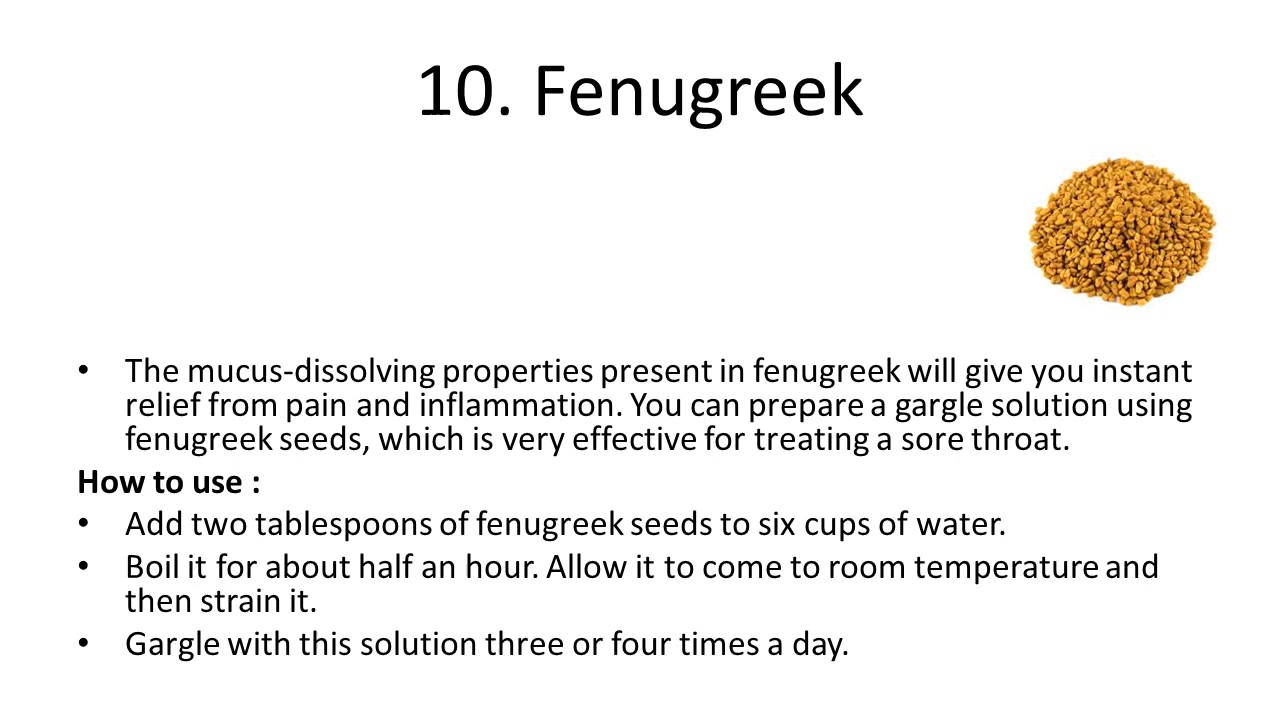 10. Fenugreek
• The mucus-dissolving properties present in fenugreek will give you instant
relief from pain and inflammation. You can prepare a gargle solution using
fenugreek seeds, which is very effective for treating a sore throat.
How to use :
• Add two tablespoons of fenugreek seeds to six cups of water.
• Boil it for about half an hour. Allow it to come to room temperature and
then strain it.
• Gargle with this solution three or four times a day.